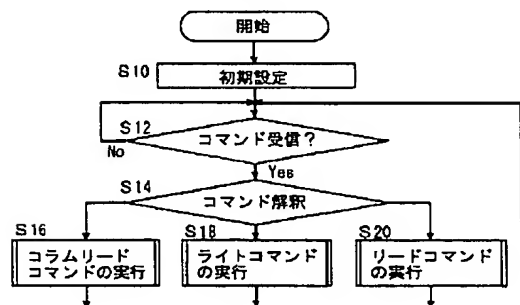 開始
S10
初期設定
S12
コマンド受信?
No
Yes
S14
コマンド解釈
S16
コラムリード
コマンドの実行
S18
ライトコマンド
の実行
S20
リードコマンド
の実行